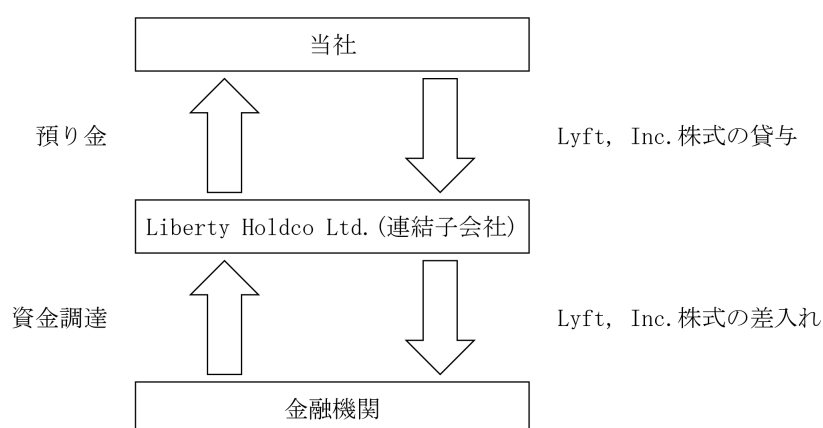 当社
預り金
Lyft, Inc.株式の貸与
Liberty Holdco Ltd.(連結子会社)
資金調達
Lyft, Inc.株式の差入れ
金融機関